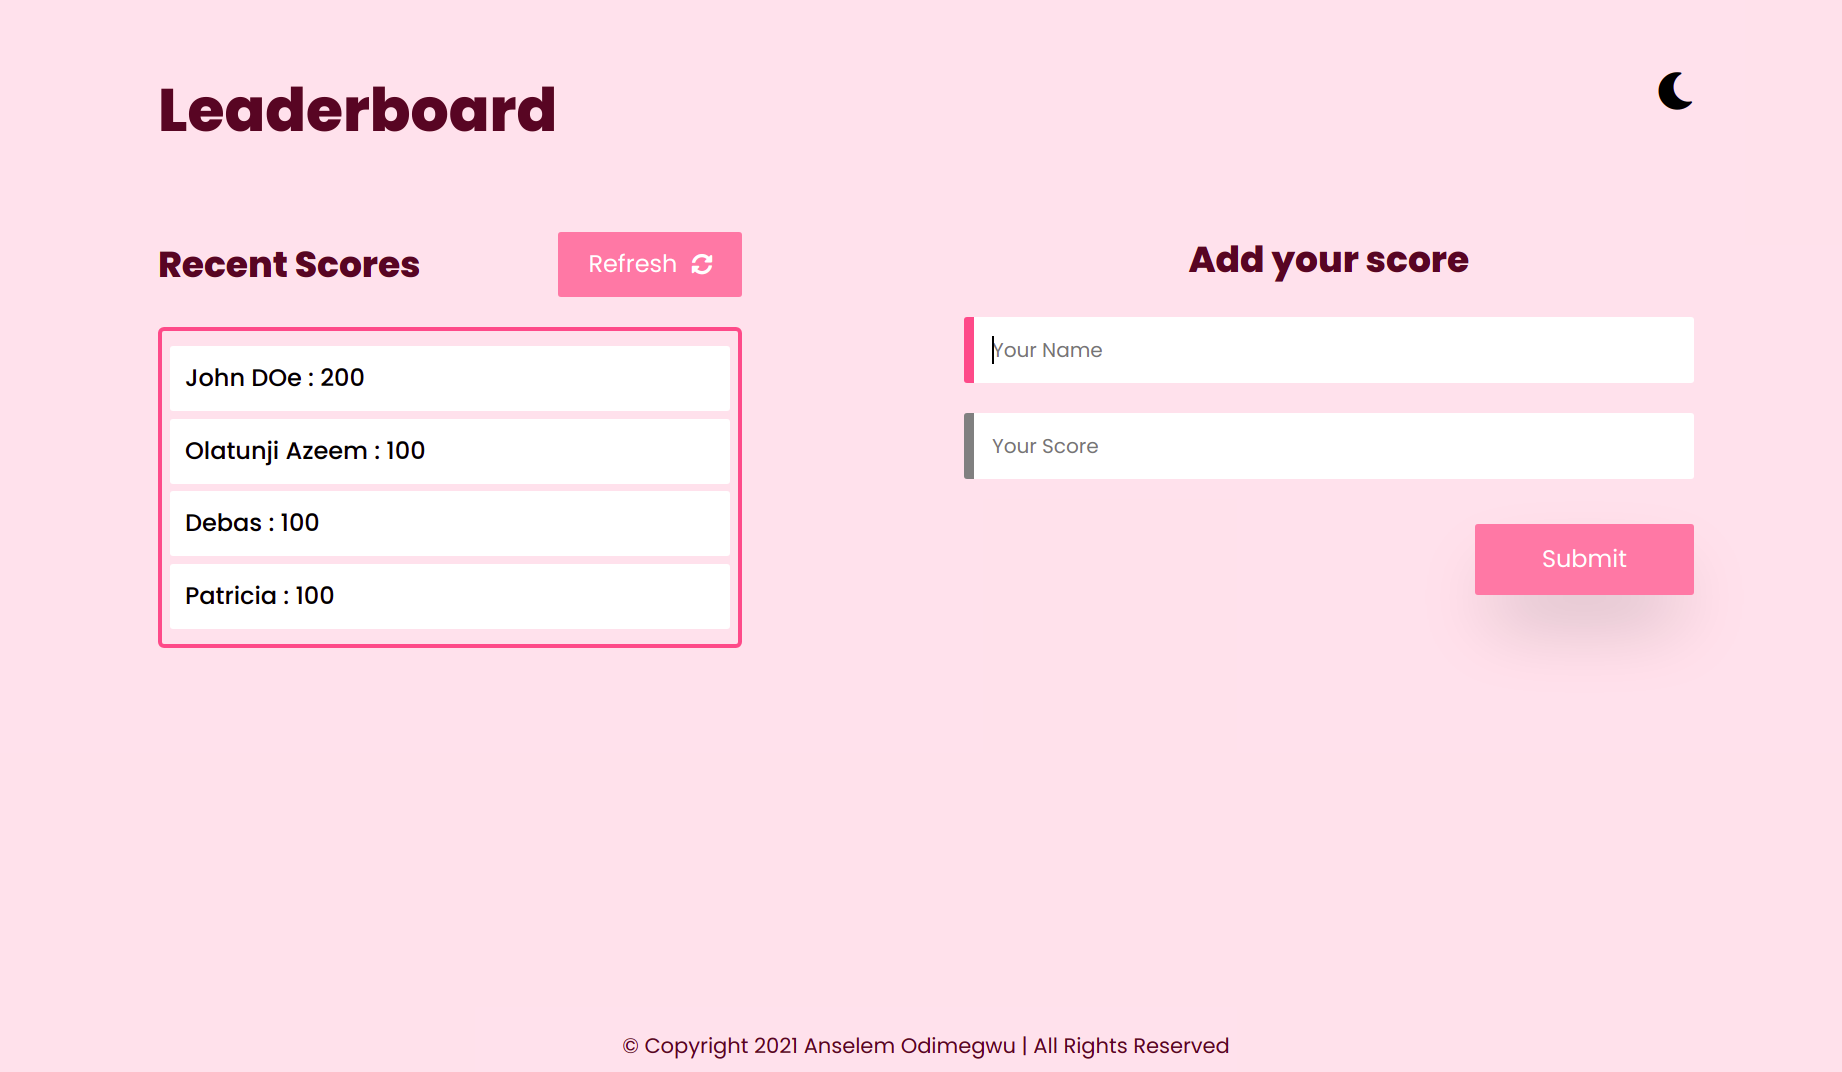 Leaderboard
Recent Scores
Refresh
John DOe : 200
Olatunji Azeem : 100
Debas : 100
Patricia : 100
Add your score
Your Name
Your Score
Submit
© Copyright 2021 Anselem Odimegwu | All Rights Reserved